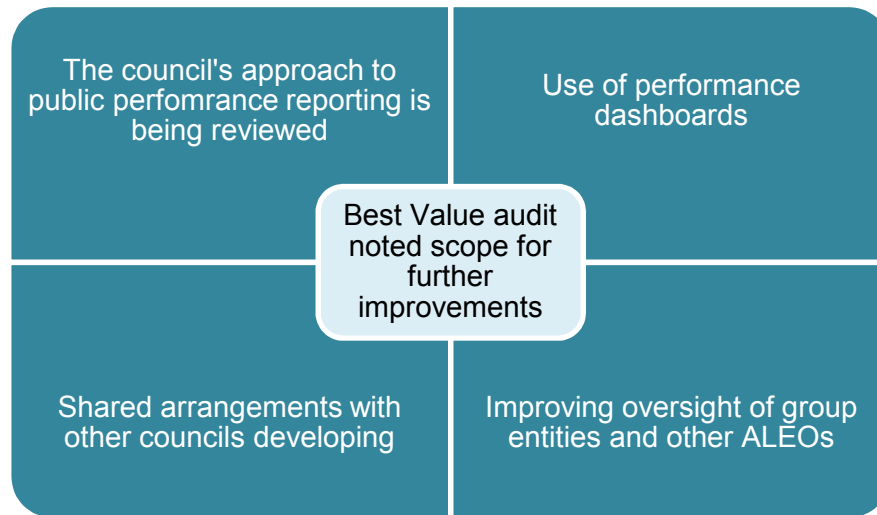 The council's approach to
public perfomrance reporting is
being reviewed
Use of performance
dashboards
Best Value audit
noted scope for
further
improvements
Shared arrangements with
other councils developing
Improving oversight of group
entities and other ALEOs